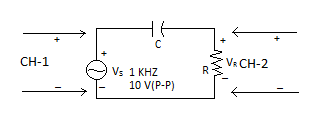 + + + +
C
CH-1 Vs 1 KHZ R VR CH-2
10 V(P-P)
− − − −